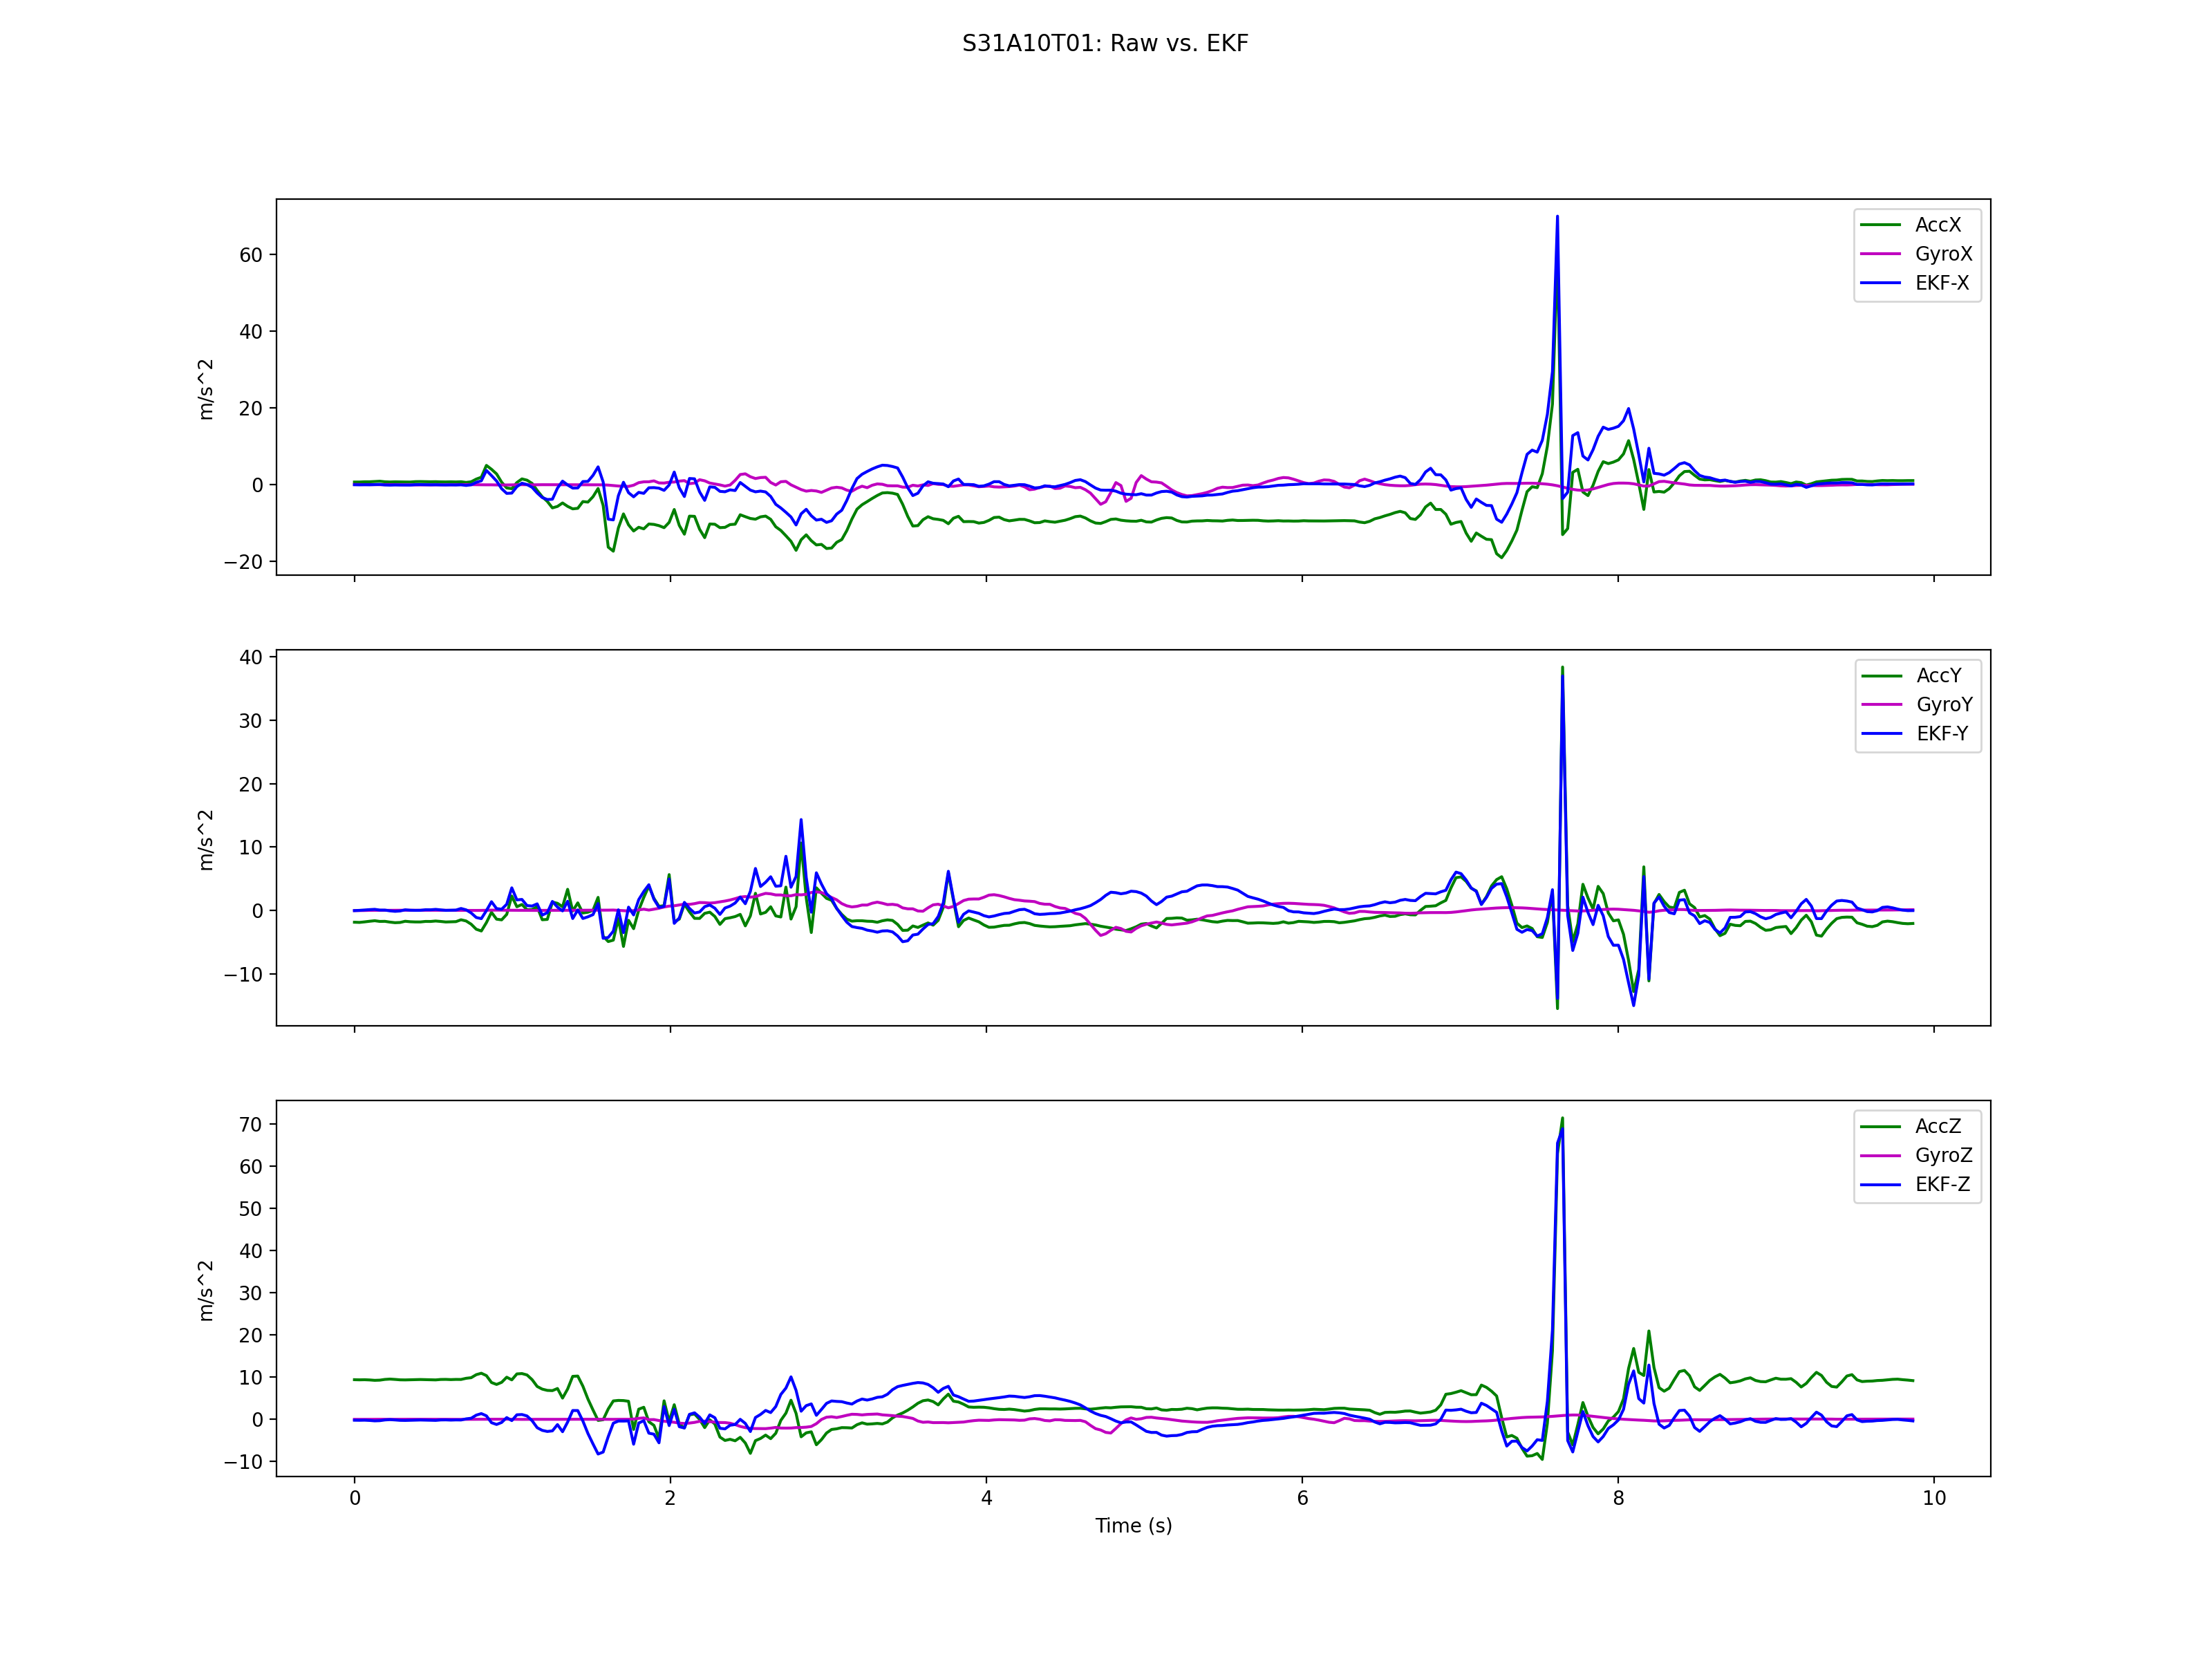 S31A10T01: Raw vs. EKF
60
40
20
0
−20
m/s^2
AccX
GyroX
EKF-X
40
30
20
10
0
−10
m/s^2
AccY
GyroY
EKF-Y
70
60
50
40
30
20
10
0
−10
m/s^2
AccZ
GyroZ
EKF-Z
0 2 4 6 8 10
Time (s)